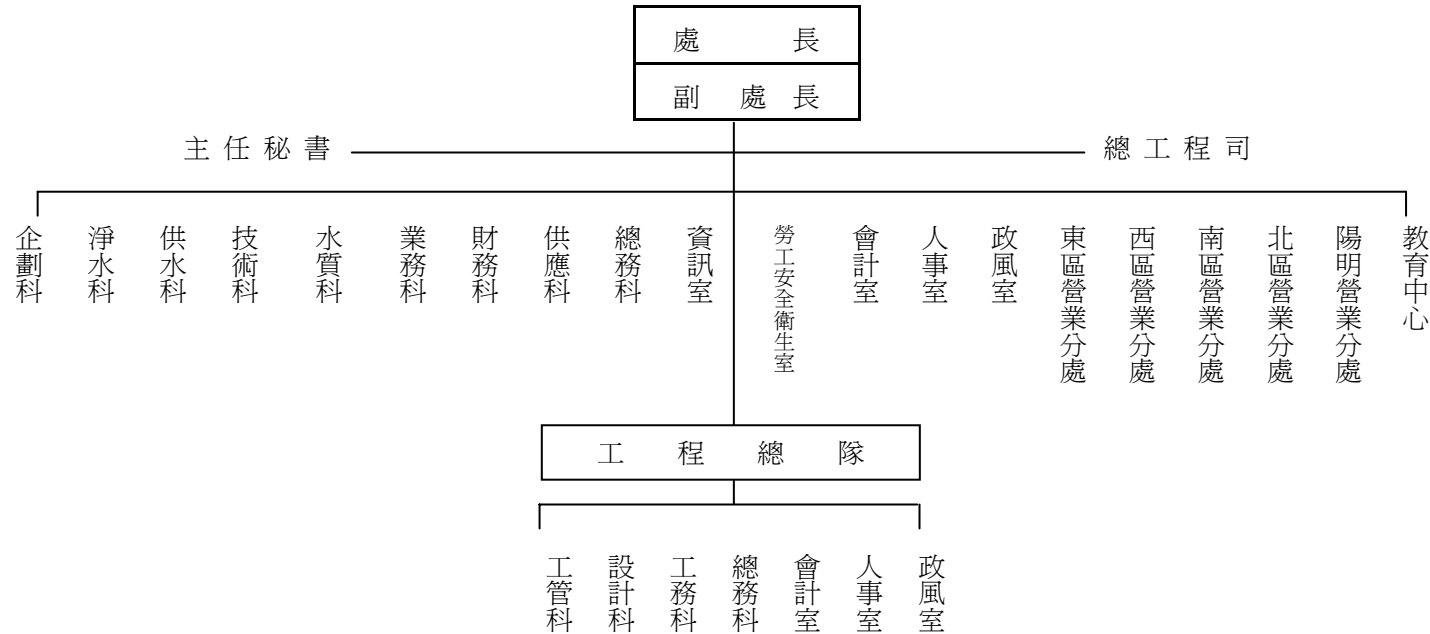 處長
副處長
主任秘書
總工程司
企劃科
淨水科
供水科
技術科
水質科
業務科
財務科
供應科
總務科
資訊室
勞工安全衛生室
會計室
人事室
政風室
東區營業分處
西區營業分處
南區營業分處
北區營業分處
陽明營業分處
教育中心
工程總隊
工管科
設計科
工務科
總務科
會計室
人事室
政風室